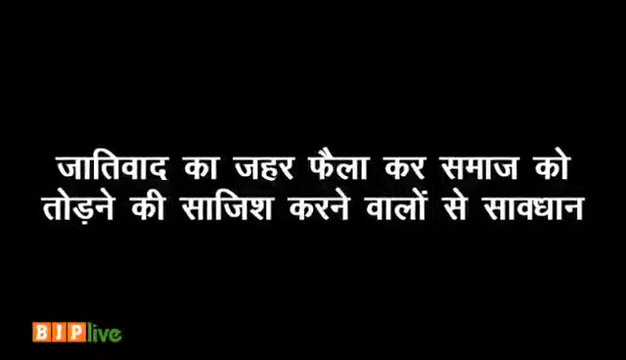 जातिवाद का जहर फैला कर समाज को
तोड़ने की साजिश करने वालों से सावधान
BJPlive